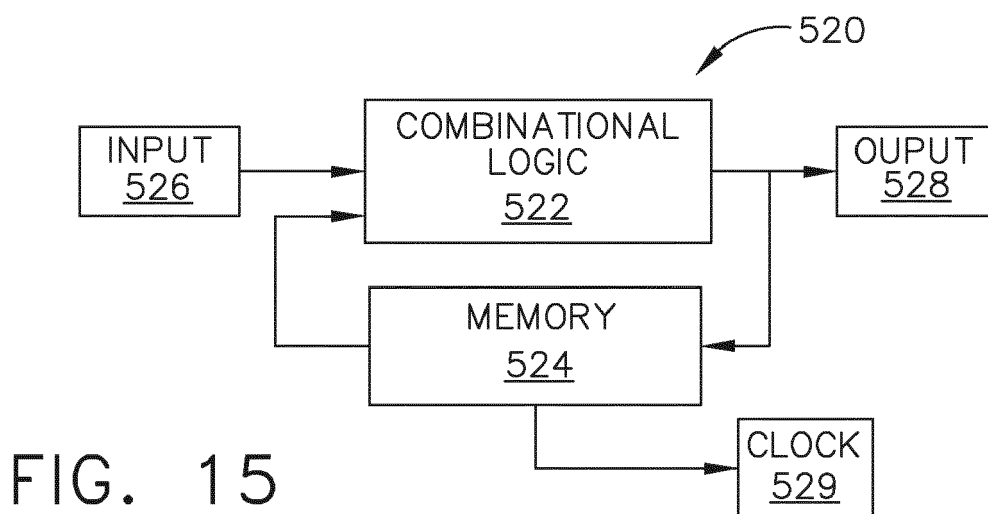 520
INPUT
526
COMBINATIONAL
LOGIC
522
OUPUT
528
MEMORY
524
CLOCK
529
FIG. 15